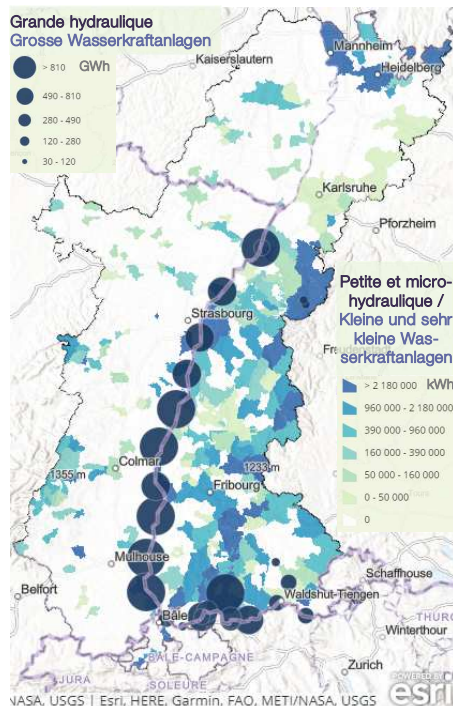 Grande hydraulique
Grosse Wasserkraftanlagen
> 810 GWh
490 - 810
280 - 490
120 - 280
30 - 120
Kaiserslautern
Mannheim
Heidelberg
Karlsruhe
Pforzheim
Strasbourg
Petite et micro-
hydraulique /
Kleine und sehr
kleine Was-
serkraftanlagen
> 2 180 000 kWh
960 000 - 2 180 000
390 000 - 960 000
160 000 - 390 000
50 000 - 160 000
0 - 50 000
0
Colmar
1355 m
1233 m
Fribourg
Mulhouse
Belfort
Bâle
Waldshut-Tiengen
Schaffhouse
THURG
Winterthour
BÂLE-CAMPAGNE
Zurich
JURA
SOLEURE
POWERED BY
esri
NASA, USGS | Esri, HERE, Garmin, FAO, METI/NASA, USGS